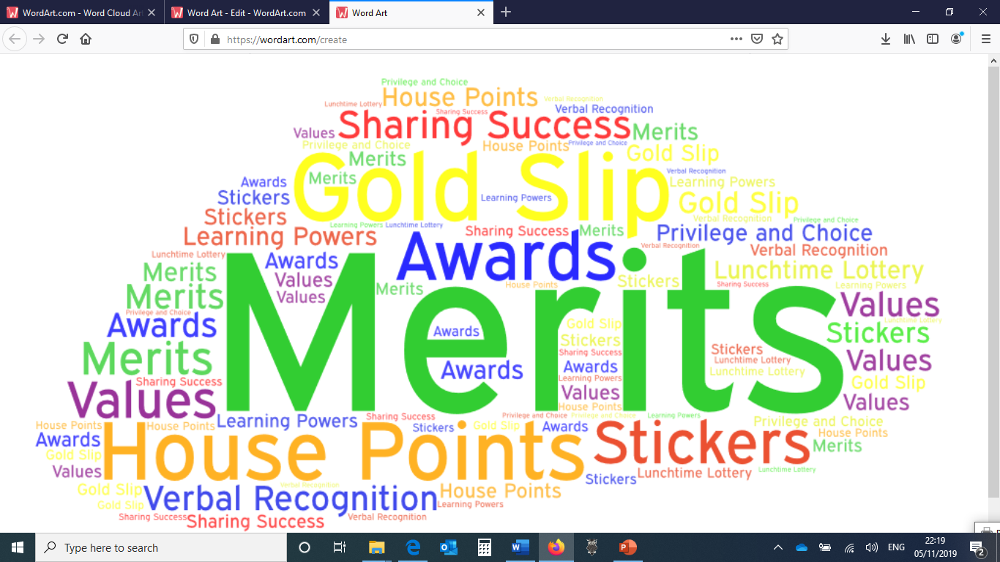 WordArt.com - Word Cloud Art
Word Art - Edit - WordArt.com
Word Art
https://wordart.com/create
Privilege and Choice
House Points
Verbal Recognition
Lunchtime Lottery
Sharing Success
Verbal Recognition
Sharing Success
Values
Merits
Privilege and Choice
House Points
Privilege and Choice
Merits
Gold Slip
Gold Slip
Merits
Verbal Recognition
Awards
Learning Powers
Stickers
Learning Powers
Gold Slip
Stickers
Verbal Recognition
Privilege and Choice
Learning Powers
Lunchtime Lottery
Sharing Success
Merits
Privilege and Choice
Learning Powers
Awards
Verbal Recognition
Verbal Recognition
Lunchtime Lottery
Awards
Merits
Values
Merits
Stickers
Lunchtime Lottery
House Points
Sharing Success
Learning Powers
Merits
Values
Merits
Values
Privilege and Choice
Awards
Gold Slip
Lunchtime Lottery
Awards
Stickers
Stickers
Merits
Stickers
Sharing Success
Lunchtime Lottery
Values
Awards
Awards
Lunchtime Lottery
Sharing Success
Learning Powers
Gold Slip
Values
Values
Values
House Points
Learning Powers
Sharing Success
Privilege and Choice
Privilege and Choice
Learning Powers
Privilege and Choice
House Points
House Points
Stickers
Gold Slip
Awards
House Points
Awards
House Points
Stickers
Merits
Gold Slip
Values
Lunchtime Lottery
Lunchtime Lottery
Stickers
Gold Slip
Verbal Recognition
House Points
Gold Slip
Verbal Recognition
Learning Powers
Sharing Success
Verbal Recognition
Sharing Success
Type here to search
ENG
22:19
05/11/2019
2